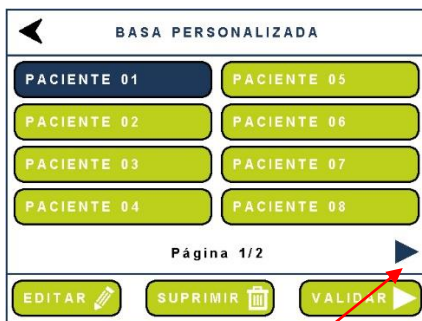 BASA PERSONALIZADA
PACIENTE 01 PACIENTE 05
PACIENTE 02 PACIENTE 06
PACIENTE 03 PACIENTE 07
PACIENTE 04 PACIENTE 08
Página 1/2
EDITAR SUPRIMIR VALIDAR